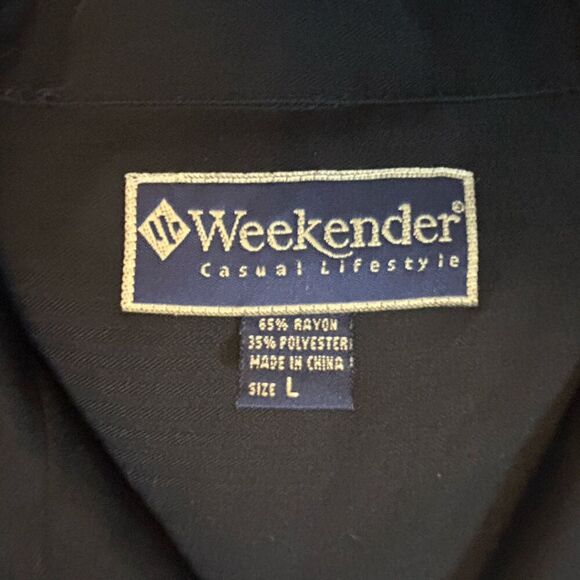 Weekender®
Casual Lifestyle
65% RAYON
35% POLYESTER
MADE IN CHINA
SIZE L